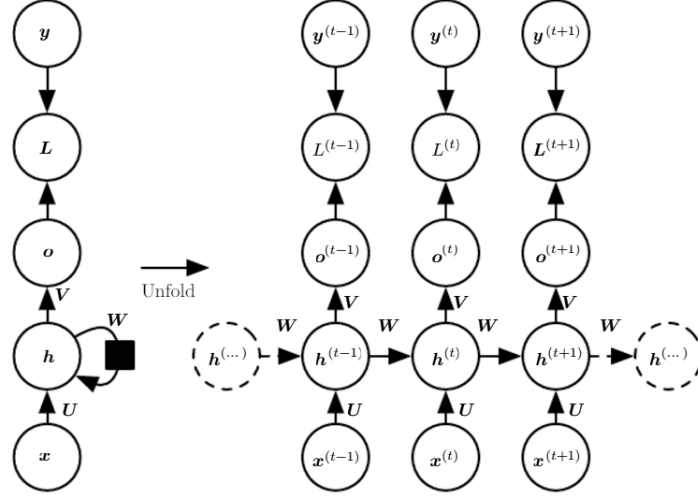 y y^(t−1) y^(t) y^(t+1)
L L^(t−1) L^(t) L^(t+1)
o o^(t−1) o^(t) o^(t+1)
Unfold
V V V V
W W W W W
h h^(...) h^(t−1) h^(t) h^(t+1) h^(...)
U U U U
x x^(t−1) x^(t) x^(t+1)